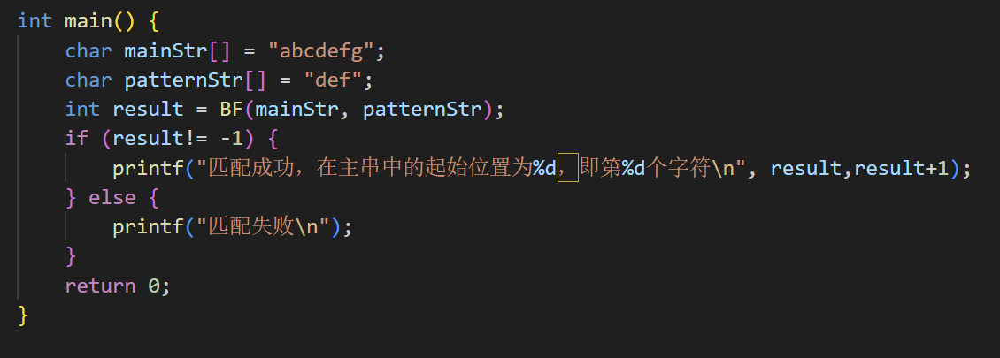 int main() {
    char mainStr[] = "abcdefg";
    char patternStr[] = "def";
    int result = BF(mainStr, patternStr);
    if (result!= -1) {
        printf("匹配成功，在主串中的起始位置为%d，即第%d个字符\n", result,result+1);
    } else {
        printf("匹配失败\n");
    }
    return 0;
}